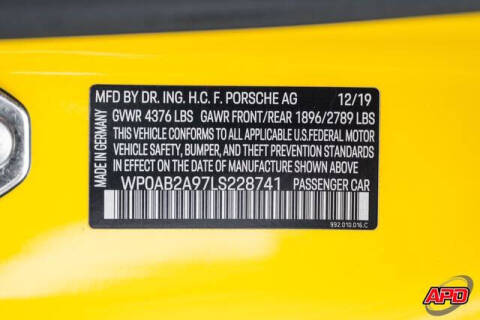 MFD BY DR. ING. H.C. F. PORSCHE AG 12/19
GVWR 4376 LBS GAWR FRONT/REAR 1896/2789 LBS
THIS VEHICLE CONFORMS TO ALL APPLICABLE U.S.FEDERAL MOTOR
VEHICLE SAFETY, BUMPER, AND THEFT PREVENTION STANDARDS
IN EFFECT ON THE DATE OF MANUFACTURE SHOWN ABOVE
WP0AB2A97LS228741 PASSENGER CAR
MADE IN GERMANY
992.010.016.C
APD